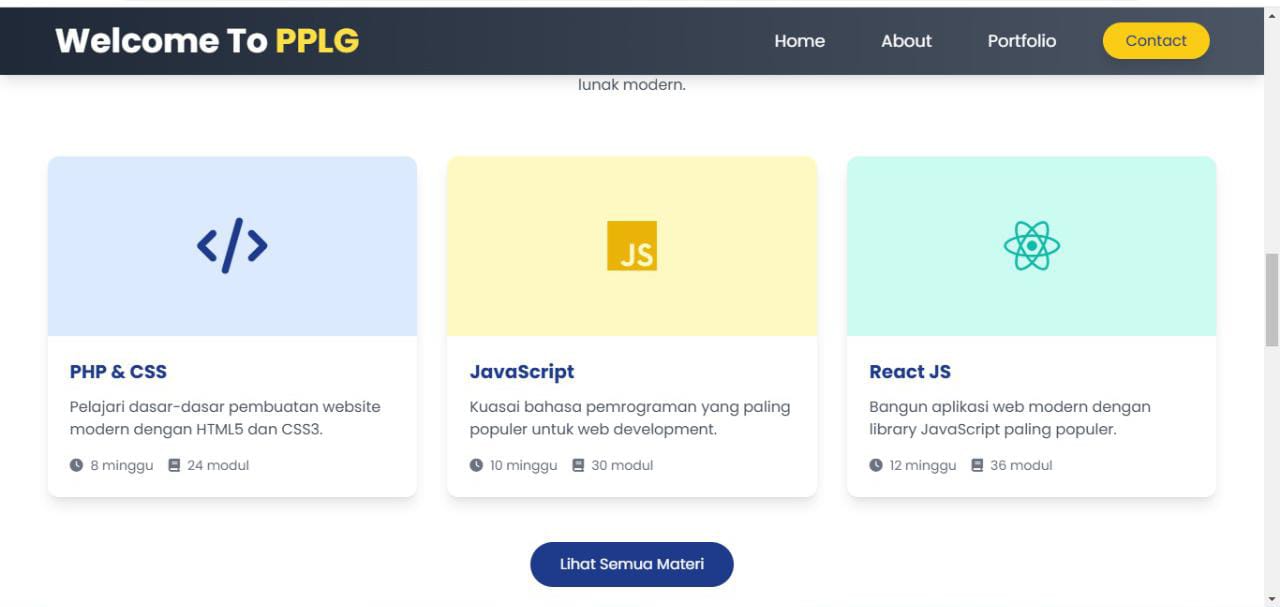 Welcome To PPLG
Home
About
Portfolio
Contact
lunak modern.
JS
PHP & CSS
Pelajari dasar-dasar pembuatan website
modern dengan HTML5 dan CSS3.
8 minggu
24 modul
JavaScript
Kuasai bahasa pemrograman yang paling
populer untuk web development.
10 minggu
30 modul
React JS
Bangun aplikasi web modern dengan
library JavaScript paling populer.
12 minggu
36 modul
Lihat Semua Materi